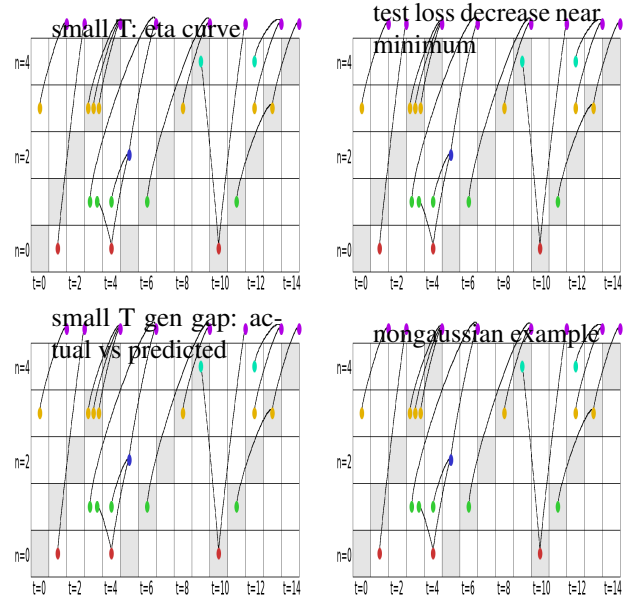 small T: eta curve
n=4
n=2
n=0
t=0 t=2 t=4 t=6 t=8 t=10 t=12 t=14
test loss decrease near
minimum
n=4
n=2
n=0
t=0 t=2 t=4 t=6 t=8 t=10 t=12 t=14
small T gen gap: ac-
tual vs predicted
n=4
n=2
n=0
t=0 t=2 t=4 t=6 t=8 t=10 t=12 t=14
nongaussian example
n=4
n=2
n=0
t=0 t=2 t=4 t=6 t=8 t=10 t=12 t=14